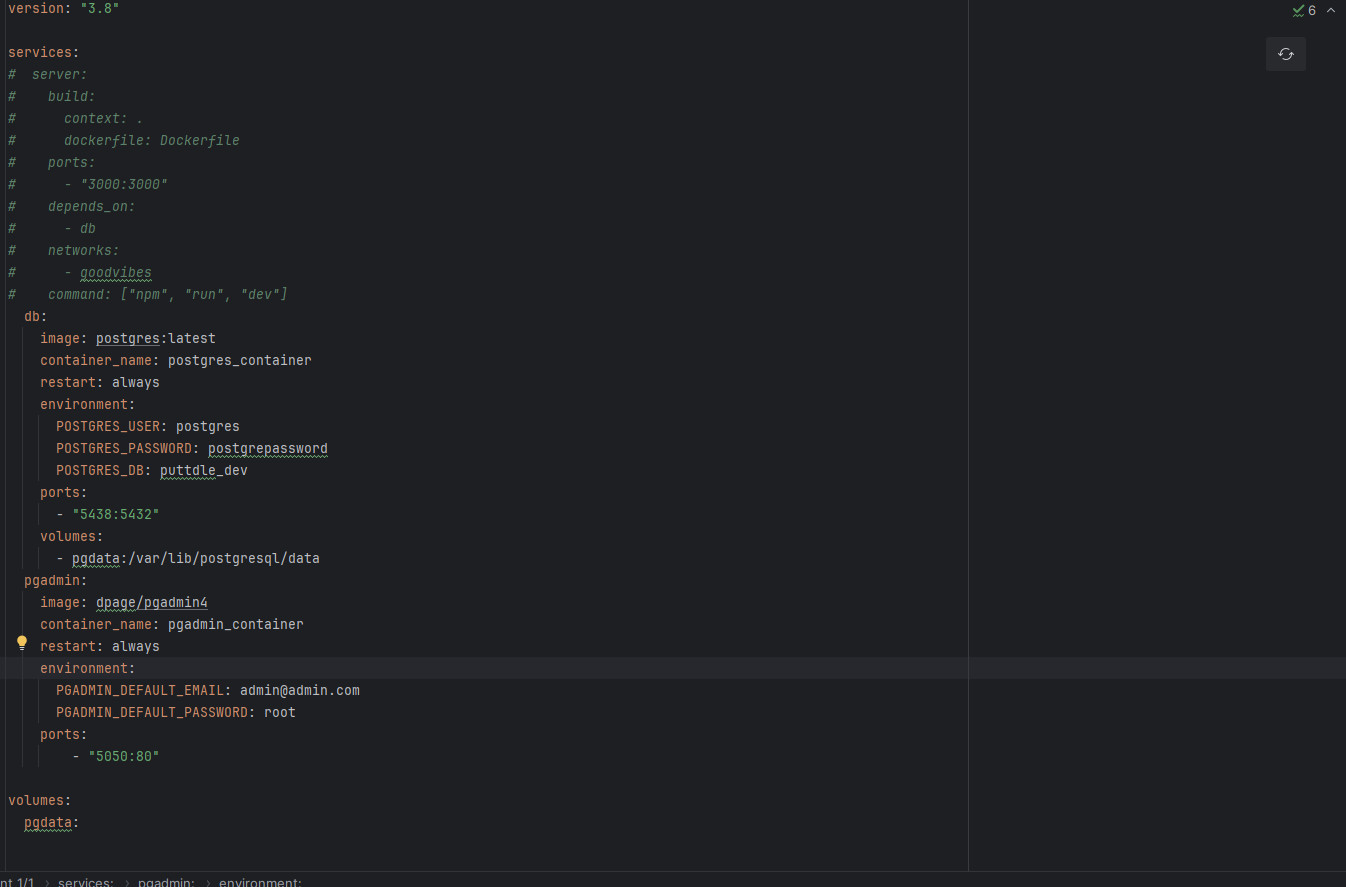 version: "3.8"
6
services:
#  server:
#    build:
#      context: .
#      dockerfile: Dockerfile
#    ports:
#      - "3000:3000"
#    depends_on:
#      - db
#    networks:
#      - goodvibes
#    command: ["npm", "run", "dev"]
  db:
    image: postgres:latest
    container_name: postgres_container
    restart: always
    environment:
      POSTGRES_USER: postgres
      POSTGRES_PASSWORD: postgrepassword
      POSTGRES_DB: puttdle_dev
    ports:
      - "5438:5432"
    volumes:
      - pgdata:/var/lib/postgresql/data
  pgadmin:
    image: dpage/pgadmin4
    container_name: pgadmin_container
    restart: always
    environment:
      PGADMIN_DEFAULT_EMAIL: admin@admin.com
      PGADMIN_DEFAULT_PASSWORD: root
    ports:
        - "5050:80"
volumes:
  pgdata:
nt 1/1 › services: › pgadmin: › environment: